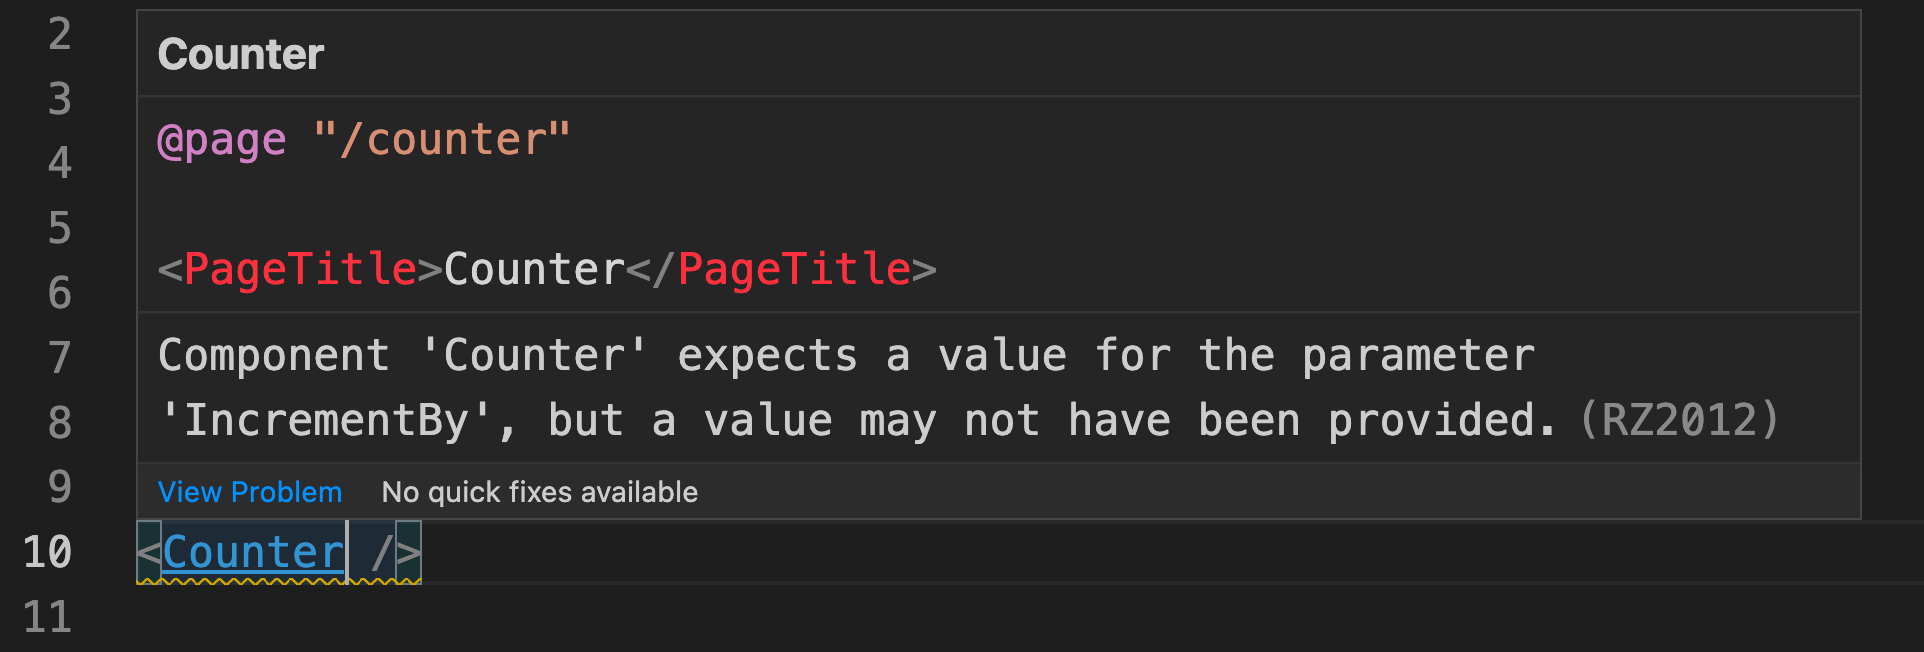 2
3
4
5
6
7
8
9
10
11
Counter
@page "/counter"
<PageTitle>Counter</PageTitle>
Component 'Counter' expects a value for the parameter
'IncrementBy', but a value may not have been provided. (RZ2012)
View Problem No quick fixes available
<Counter />